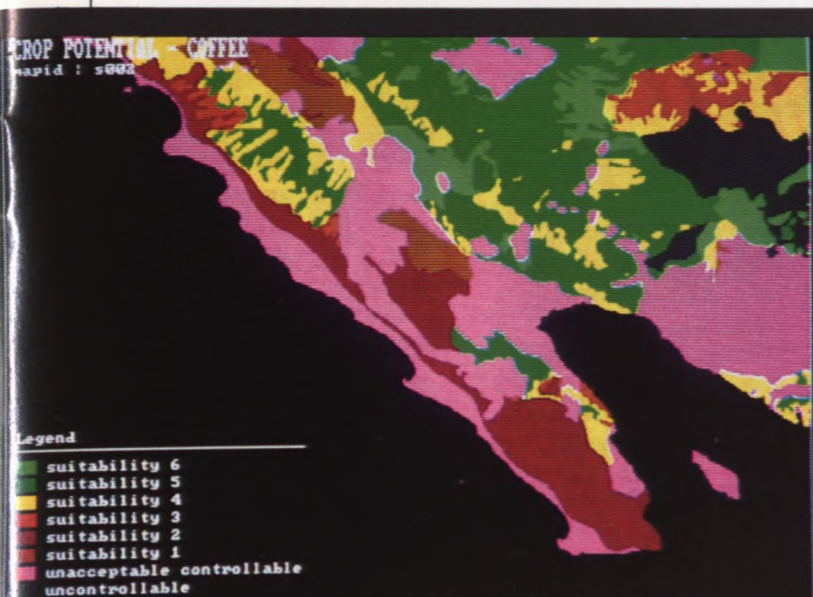 CROP POTENTIAL - COFFEE
mapid : s002
Legend
suitability 6
suitability 5
suitability 4
suitability 3
suitability 2
suitability 1
unacceptable controllable
uncontrollable